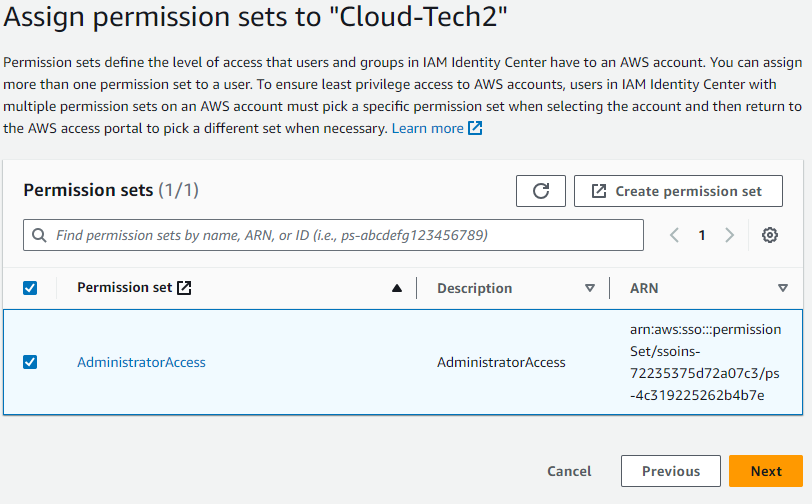 Assign permission sets to "Cloud-Tech2"
Permission sets define the level of access that users and groups in IAM Identity Center have to an AWS account. You can assign
more than one permission set to a user. To ensure least privilege access to AWS accounts, users in IAM Identity Center with
multiple permission sets on an AWS account must pick a specific permission set when selecting the account and then return to
the AWS access portal to pick a different set when necessary. Learn more
Permission sets (1/1)
Create permission set
Find permission sets by name, ARN, or ID (i.e., ps-abcdefg123456789)
1
Permission set
Description
ARN
AdministratorAccess
AdministratorAccess
arn:aws:sso:::permission
Set/ssoins-
72235375d72a07c3/ps
-4c319225262b4b7e
Cancel
Previous
Next